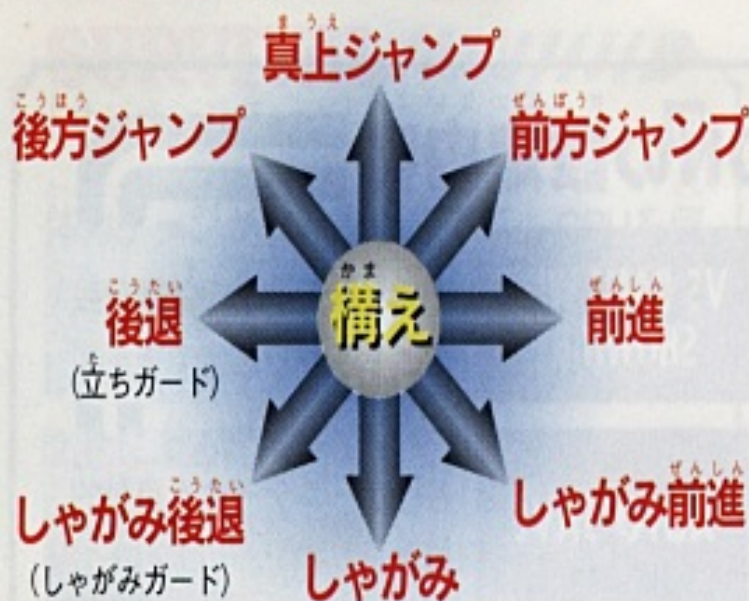 真上ジャンプ
後方ジャンプ
前方ジャンプ
構え
後退
(立ちガード)
前進
しゃがみ後退
(しゃがみガード)
しゃがみ
しゃがみ前進